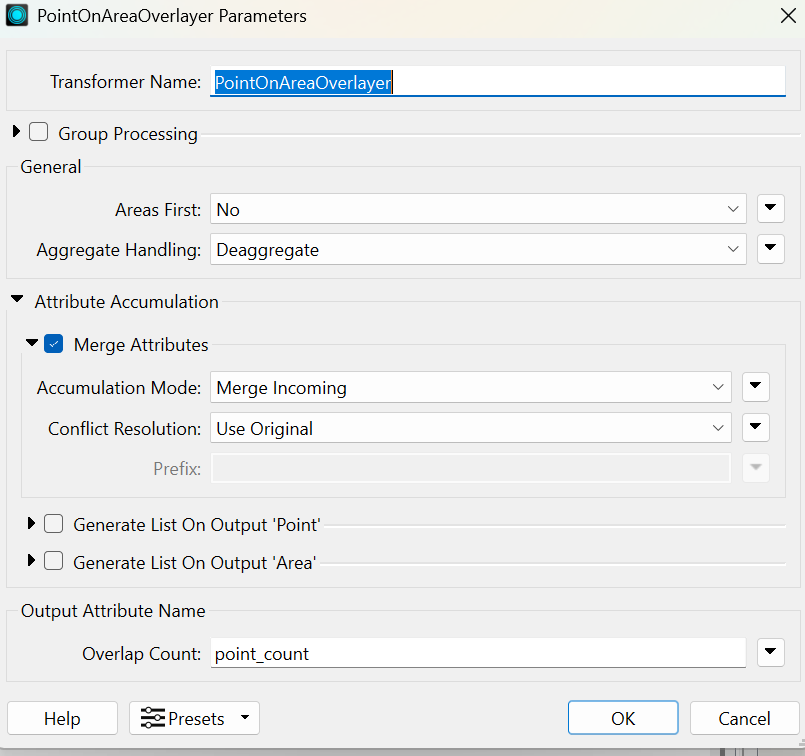 PointOnAreaOverlayer Parameters
Transformer Name: PointOnAreaOverlayer
Group Processing
General
Areas First: No
Aggregate Handling: Deaggregate
Attribute Accumulation
Merge Attributes
Accumulation Mode: Merge Incoming
Conflict Resolution: Use Original
Prefix:
Generate List On Output 'Point'
Generate List On Output 'Area'
Output Attribute Name
Overlap Count: point_count
Help Presets OK Cancel